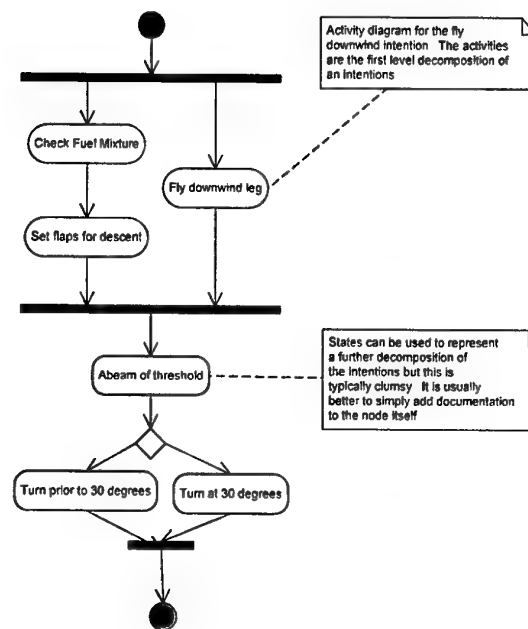 Activity diagram for the fly
downwind intention The activities
are the first level decomposition of
an intentions
Check Fuel Mixture
Fly downwind leg
Set flaps for descent
States can be used to represent
a further decomposition of
the intentions but this is
typically clumsy It is usually
better to simply add documentation
to the node itself
Abeam of threshold
Turn prior to 30 degrees
Turn at 30 degrees